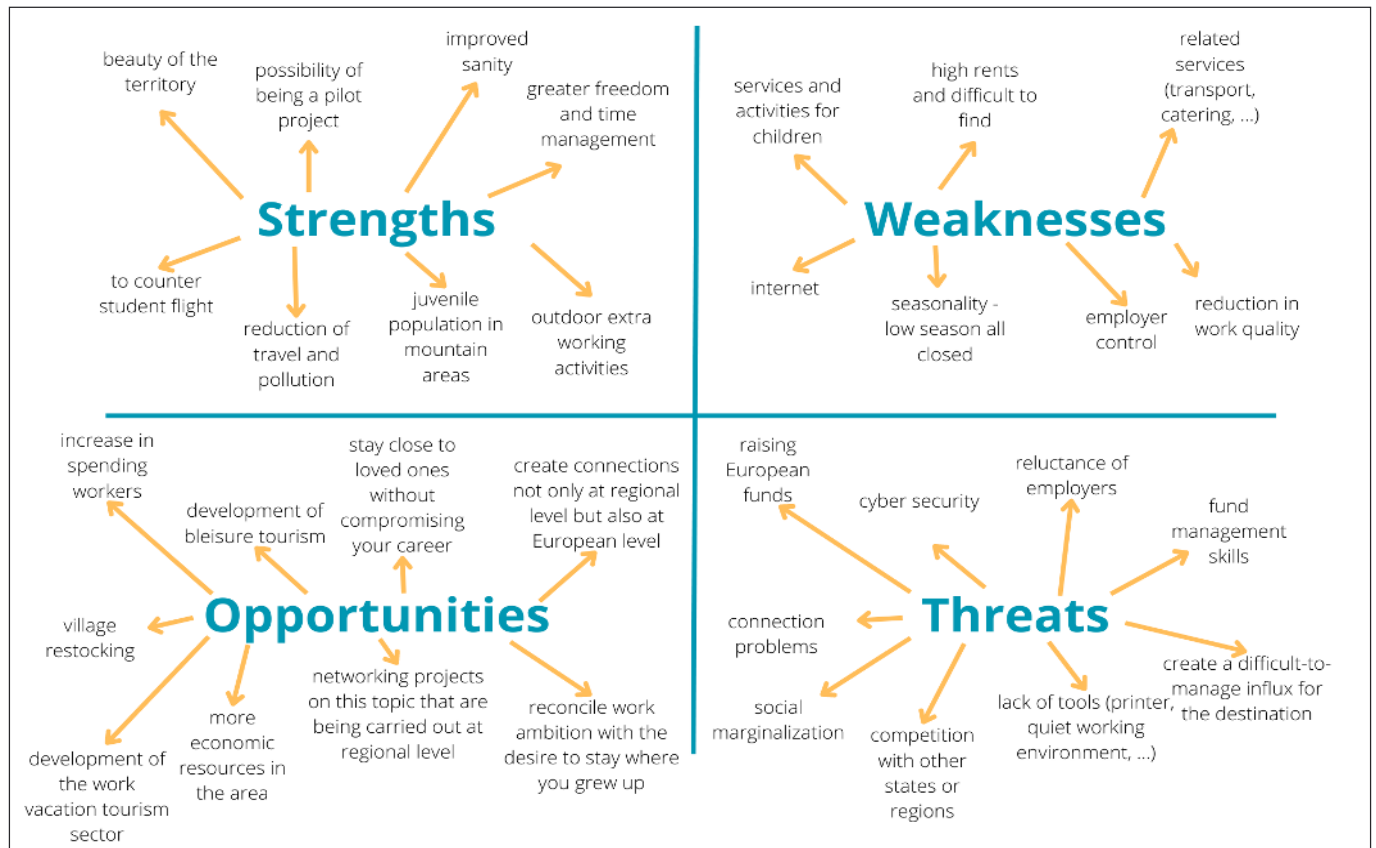 beauty of the
territory
possibility of
being a pilot
project
improved
sanity
greater freedom
and time
management
Strengths
to counter
student flight
reduction of
travel and
pollution
juvenile
population in
mountain
areas
outdoor extra
working
activities
services and
activities for
children
high rents
and difficult to
find
related
services
(transport,
catering, ...)
Weaknesses
internet
seasonality -
low season all
closed
employer
control
reduction in
work quality
increase in
spending
workers
development of
bleisure tourism
stay close to
loved ones
without
compromising
your career
create connections
not only at regional
level but also at
European level
Opportunities
village
restocking
development of
the work
vacation tourism
sector
more
economic
resources in
the area
networking projects
on this topic that are
being carried out at
regional level
reconcile work
ambition with the
desire to stay where
you grew up
raising
European
funds
cyber security
reluctance of
employers
fund
management
skills
Threats
connection
problems
social
marginalization
competition
with other
states or
regions
lack of tools (printer,
quiet working
environment, ...)
create a difficult-to-
manage influx for
the destination